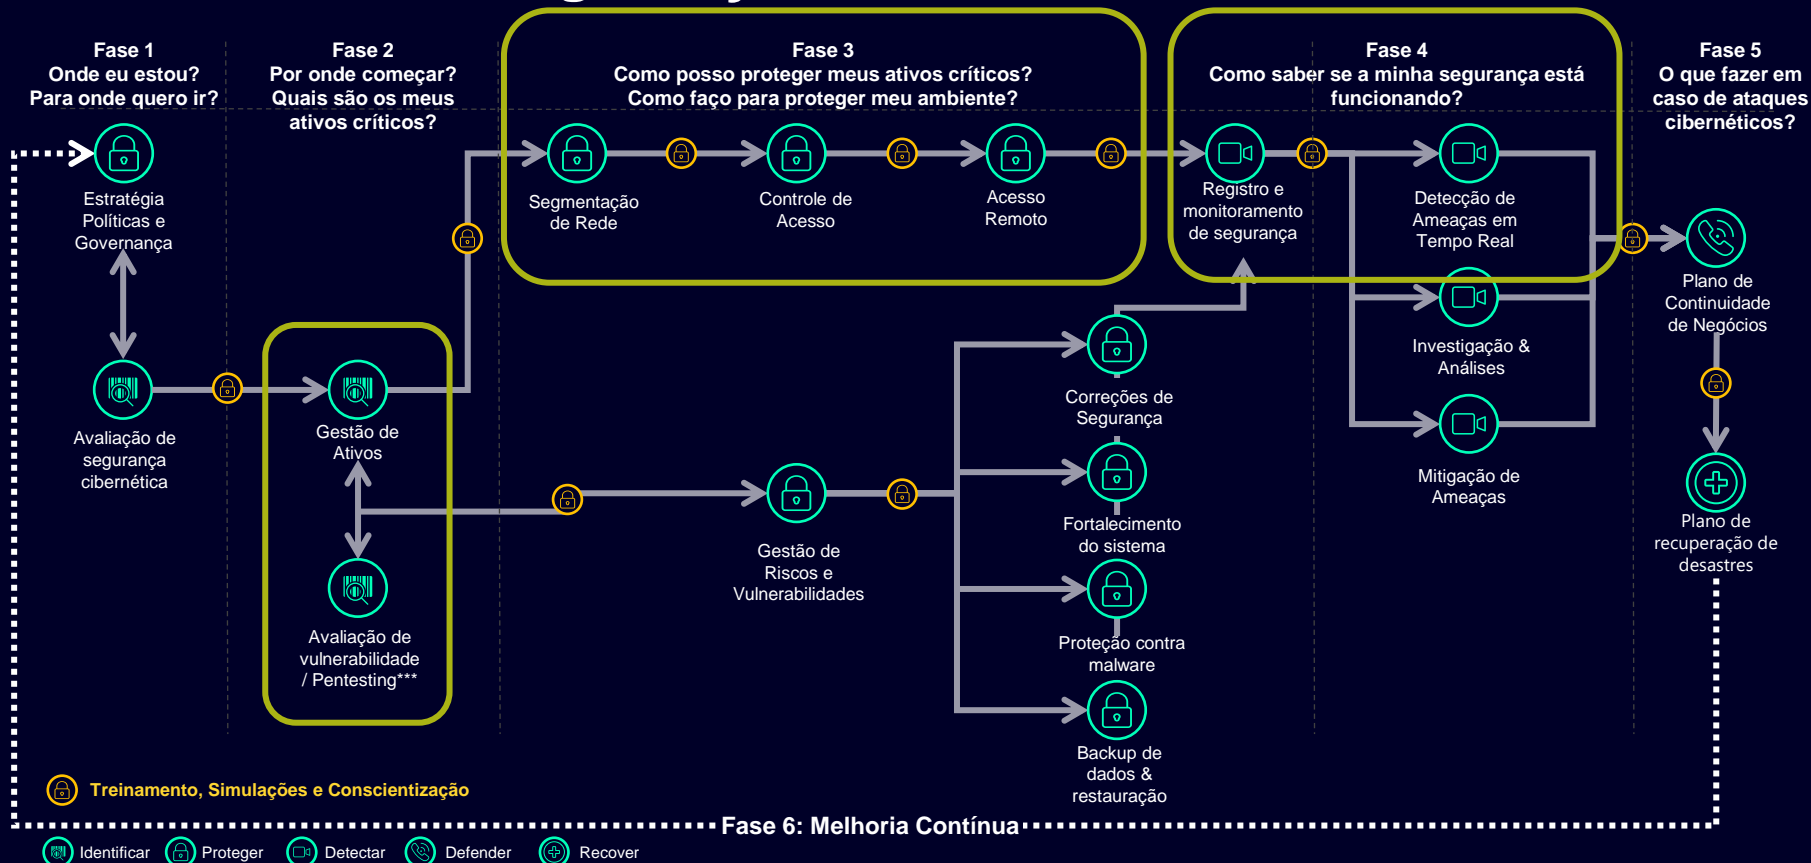 Fase 1
Onde eu estou?
Para onde quero ir?
Fase 2
Por onde começar?
Quais são os meus
ativos críticos?
Fase 3
Como posso proteger meus ativos críticos?
Como faço para proteger meu ambiente?
Fase 4
Como saber se a minha segurança está
funcionando?
Fase 5
O que fazer em
caso de ataques
cibernéticos?
Estratégia
Políticas e
Governança
Segmentação
de Rede
Controle de
Acesso
Acesso
Remoto
Registro e
monitoramento
de segurança
Detecção de
Ameaças em
Tempo Real
Plano de
Continuidade
de Negócios
Investigação &
Análises
Avaliação de
segurança
cibernética
Gestão de
Ativos
Correções de
Segurança
Mitigação de
Ameaças
Gestão de
Riscos e
Vulnerabilidades
Fortalecimento
do sistema
Plano de
recuperação de
desastres
Avaliação de
vulnerabilidade
/ Pentesting***
Proteção contra
malware
Backup de
dados &
restauração
Treinamento, Simulações e Conscientização
Fase 6: Melhoria Contínua
Identificar
Proteger
Detectar
Defender
Recover